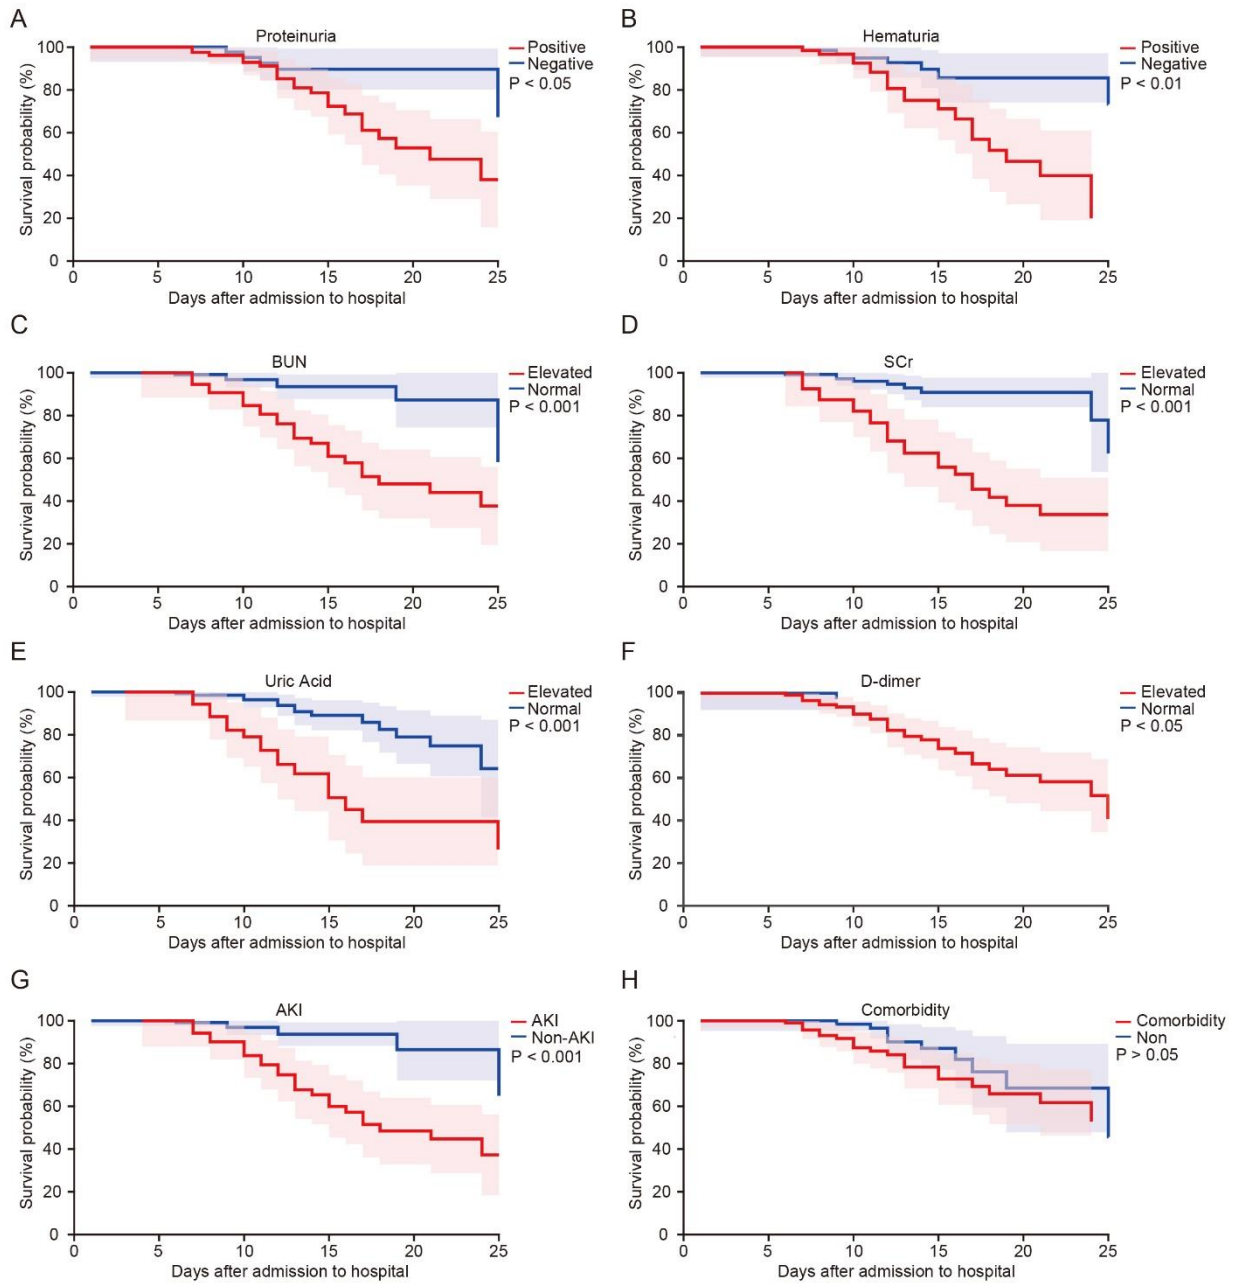 A
Proteinuria
Positive
Negative
P < 0.05
Survival probability (%)
100
80
60
40
20
0
0 5 10 15 20 25
Days after admission to hospital
B
Hematuria
Positive
Negative
P < 0.01
Survival probability (%)
100
80
60
40
20
0
0 5 10 15 20 25
Days after admission to hospital
C
BUN
Elevated
Normal
P < 0.001
Survival probability (%)
100
80
60
40
20
0
0 5 10 15 20 25
Days after admission to hospital
D
SCr
Elevated
Normal
P < 0.001
Survival probability (%)
100
80
60
40
20
0
0 5 10 15 20 25
Days after admission to hospital
E
Uric Acid
Elevated
Normal
P < 0.001
Survival probability (%)
100
80
60
40
20
0
0 5 10 15 20 25
Days after admission to hospital
F
D-dimer
Elevated
Normal
P < 0.05
Survival probability (%)
100
80
60
40
20
0
0 5 10 15 20 25
Days after admission to hospital
G
AKI
AKI
Non-AKI
P < 0.001
Survival probability (%)
100
80
60
40
20
0
0 5 10 15 20 25
Days after admission to hospital
H
Comorbidity
Comorbidity
Non
P > 0.05
Survival probability (%)
100
80
60
40
20
0
0 5 10 15 20 25
Days after admission to hospital